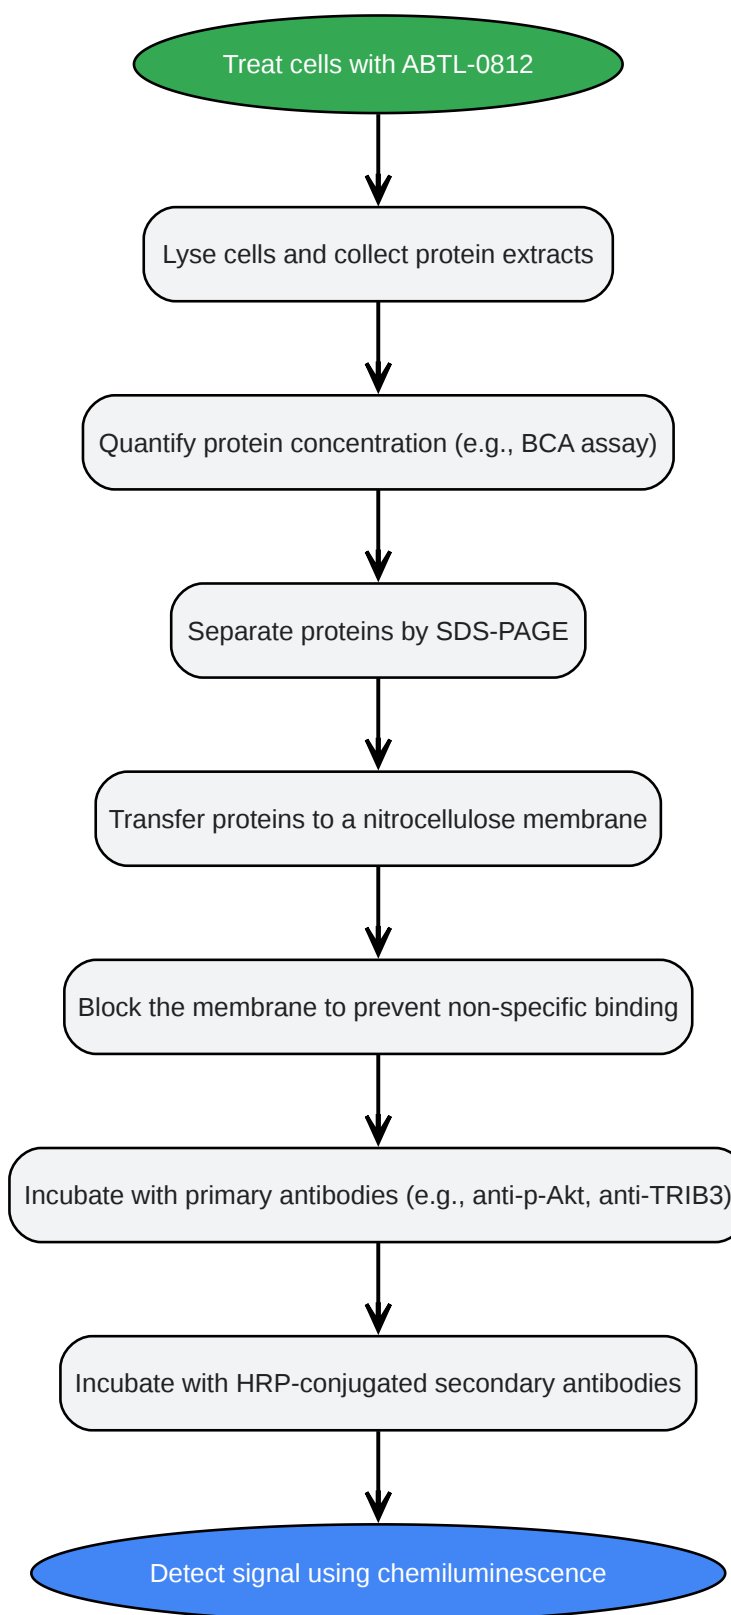 Treat cells with ABTL-0812
Lyse cells and collect protein extracts
Quantify protein concentration (e.g., BCA assay)
Separate proteins by SDS-PAGE
Transfer proteins to a nitrocellulose membrane
Block the membrane to prevent non-specific binding
Incubate with primary antibodies (e.g., anti-p-Akt, anti-TRIB3)
Incubate with HRP-conjugated secondary antibodies
Detect signal using chemiluminescence